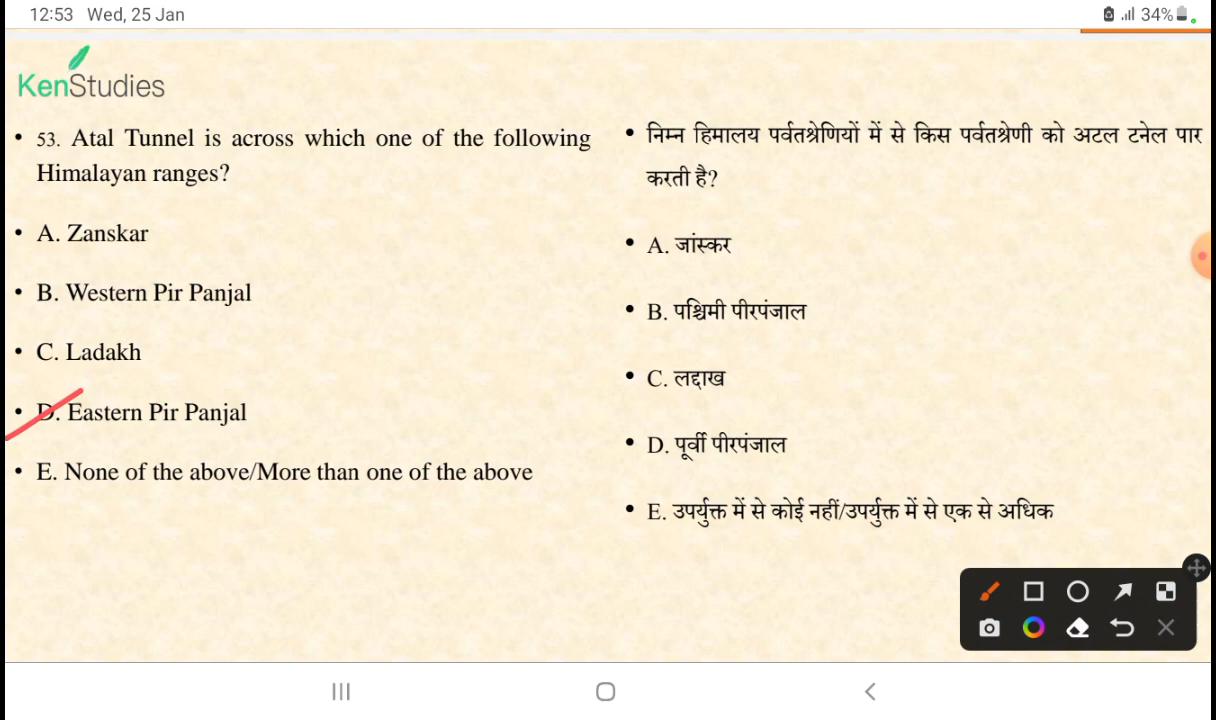 12:53 Wed, 25 Jan
34%
KenStudies
• 53. Atal Tunnel is across which one of the following
Himalayan ranges?
• A. Zanskar
• B. Western Pir Panjal
• C. Ladakh
• D. Eastern Pir Panjal
• E. None of the above/More than one of the above
• निम्न हिमालय पर्वतश्रेणियों में से किस पर्वतश्रेणी को अटल टनेल पार
करती है?
• A. जांस्कर
• B. पश्चिमी पीरपंजाल
• C. लद्दाख
• D. पूर्वी पीरपंजाल
• E. उपर्युक्त में से कोई नहीं/उपर्युक्त में से एक से अधिक